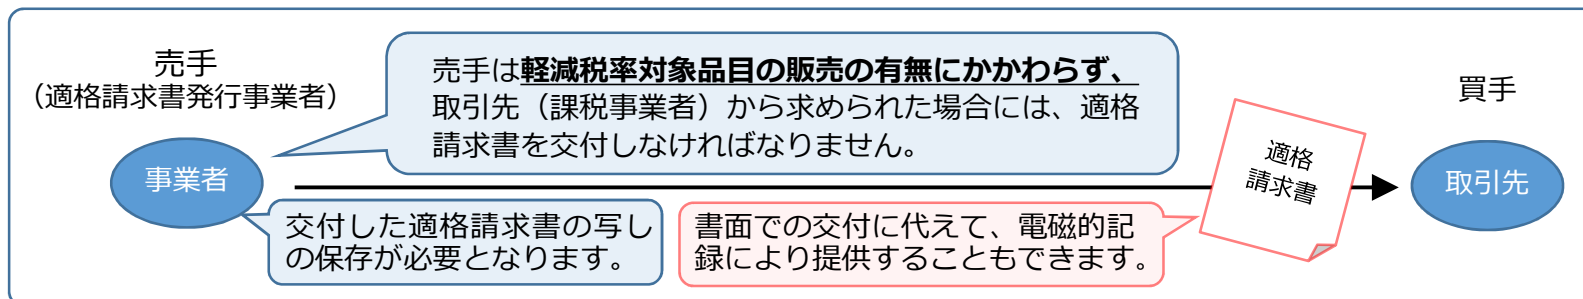 売手
（適格請求書発行事業者）
事業者
売手は軽減税率対象品目の販売の有無にかかわらず、
取引先（課税事業者）から求められた場合には、適格
請求書を交付しなければなりません。
交付した適格請求書の写し
の保存が必要となります。
書面での交付に代えて、電磁的記
録により提供することもできます。
適格
請求書
買手
取引先